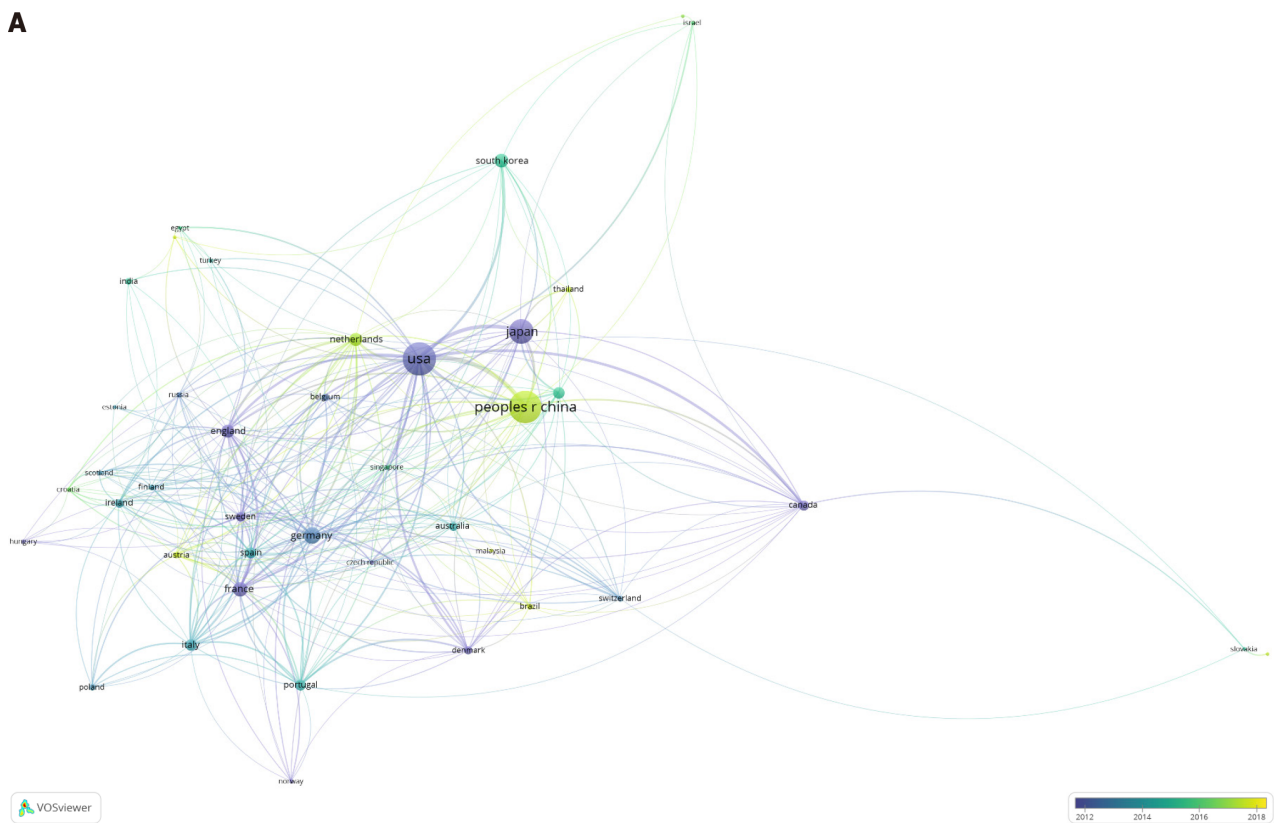 A
israel
south korea
egypt
turkey
india
thailand
japan
netherlands
usa
russia
belgium
estonia
peoples r china
england
singapore
scotland
finland
croatia
ireland
canada
sweden
australia
germany
hungary
austria
spain
malaysia
czech republic
france
switzerland
brazil
italy
denmark
slovakia
poland
portugal
norway
VOSviewer
2012 2014 2016 2018